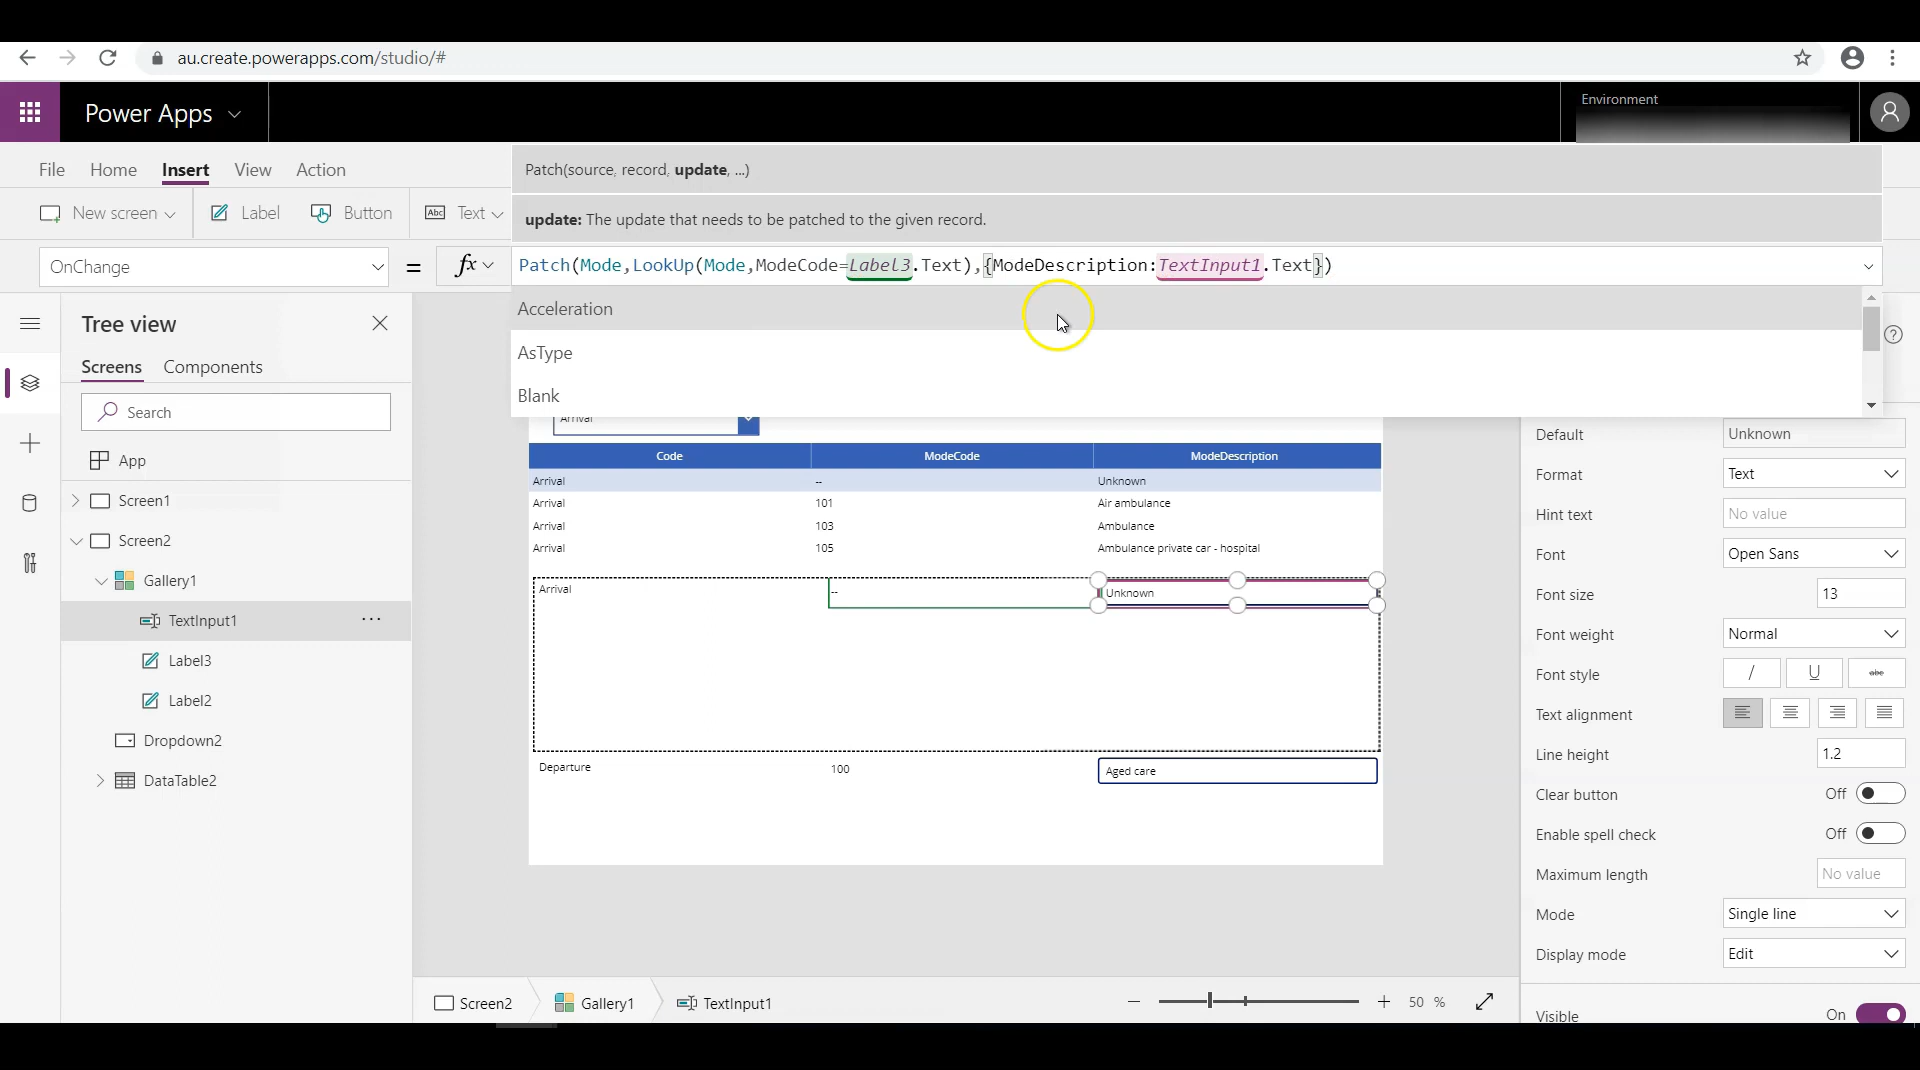 au.create.powerapps.com/studio/#
Power Apps
Environment
File Home Insert View Action
Patch(source, record, update, ...)
New screen Label Button Abc Text
update: The update that needs to be patched to the given record.
OnChange = fx Patch(Mode,LookUp(Mode,ModeCode=Label3.Text),{ModeDescription:TextInput1.Text})
Acceleration
AsType
Blank
Tree view
Screens Components
Search
App
Screen1
Screen2
Gallery1
TextInput1 ...
Label3
Label2
Dropdown2
DataTable2
Arrival
Code ModeCode ModeDescription
Arrival -- Unknown
Arrival 101 Air ambulance
Arrival 103 Ambulance
Arrival 105 Ambulance private car - hospital
Arrival -- Unknown
Departure 100 Aged care
Default Unknown
Format Text
Hint text No value
Font Open Sans
Font size 13
Font weight Normal
Font style / U abc
Text alignment
Line height 1.2
Clear button Off
Enable spell check Off
Maximum length No value
Mode Single line
Display mode Edit
Visible On
Screen2 Gallery1 TextInput1
50 %